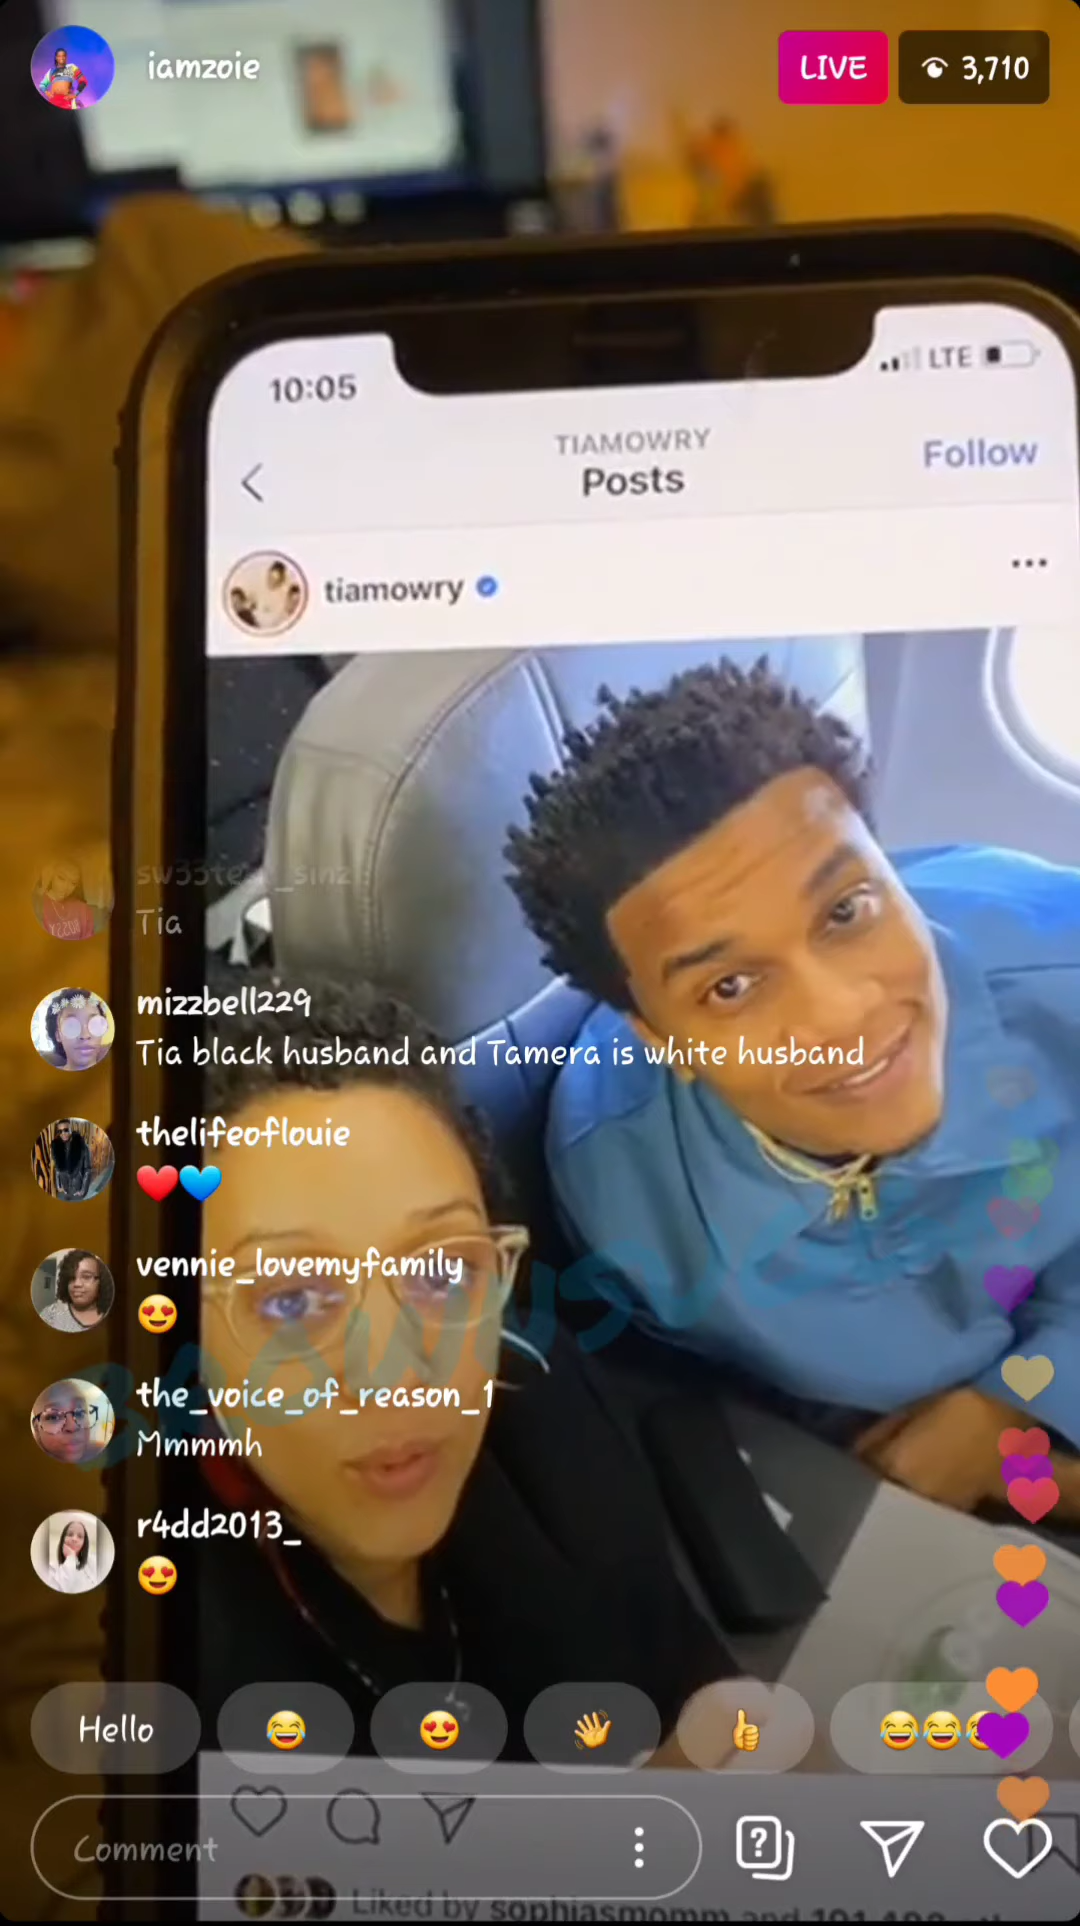 iamzoie
LIVE
3,710
10:05
LTE
TIAMOWRY
Posts
Follow
tiamowry
Tia
mizzbell229
Tia black husband and Tamera is white husband
thelifeoflouie
❤️💙
vennie_lovemyfamily
😍
the_voice_of_reason_1
Mmmmh
r4dd2013_
😍
Hello 😂 😍 👋 👍 😂😂😂
Comment
Liked by sophiasmomm and